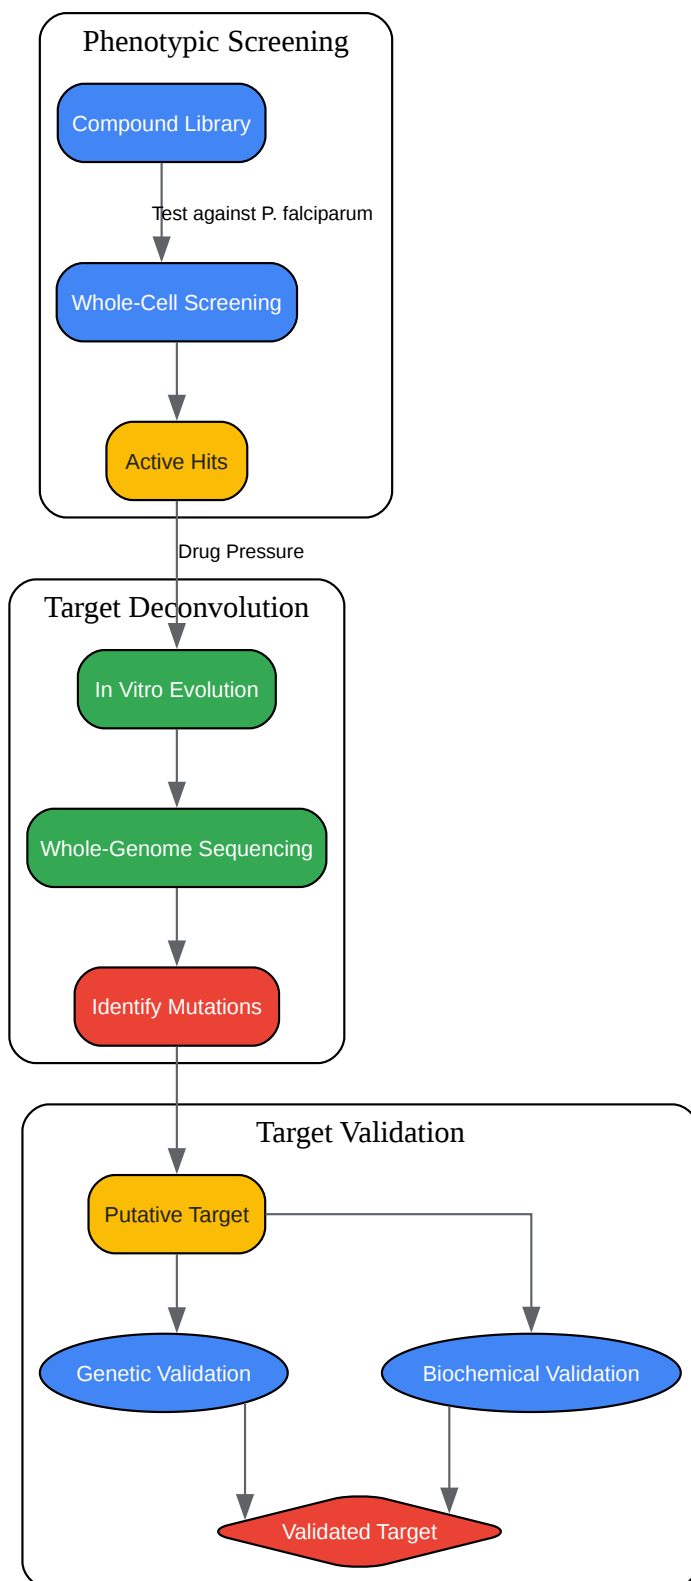 Phenotypic Screening
Compound Library
Test against P. falciparum
Whole-Cell Screening
Active Hits
Drug Pressure
Target Deconvolution
In Vitro Evolution
Whole-Genome Sequencing
Identify Mutations
Target Validation
Putative Target
Genetic Validation
Biochemical Validation
Validated Target